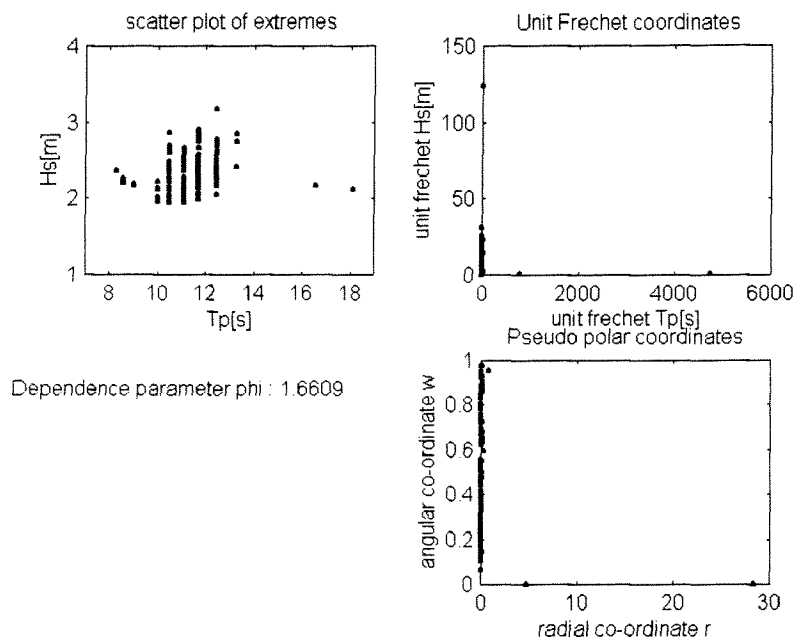 scatter plot of extremes
4
3
2
1
Hs[m]
8 10 12 14 16 18
Tp[s]
Unit Frechet coordinates
150
100
50
0
unit frechet Hs[m]
0 2000 4000 6000
unit frechet Tp[s]
Dependence parameter phi : 1.6609
Pseudo polar coordinates
1
0.8
0.6
0.4
0.2
0
angular co-ordinate w
0 10 20 30
radial co-ordinate r